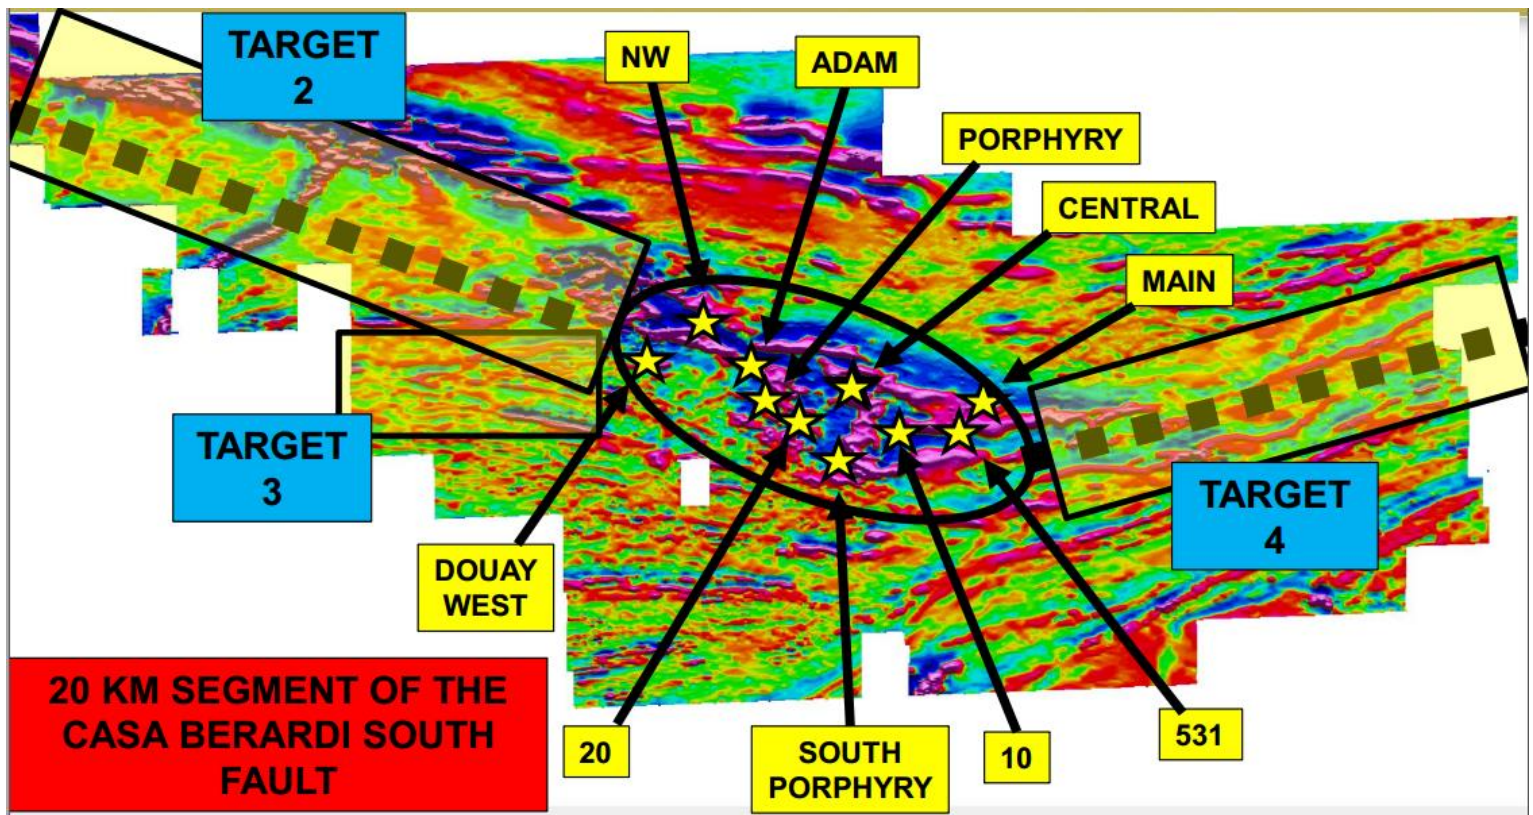 TARGET
2
NW
ADAM
PORPHYRY
CENTRAL
MAIN
TARGET
3
TARGET
4
DOUAY
WEST
20 KM SEGMENT OF THE
CASA BERARDI SOUTH
FAULT
20
SOUTH
PORPHYRY
10
531